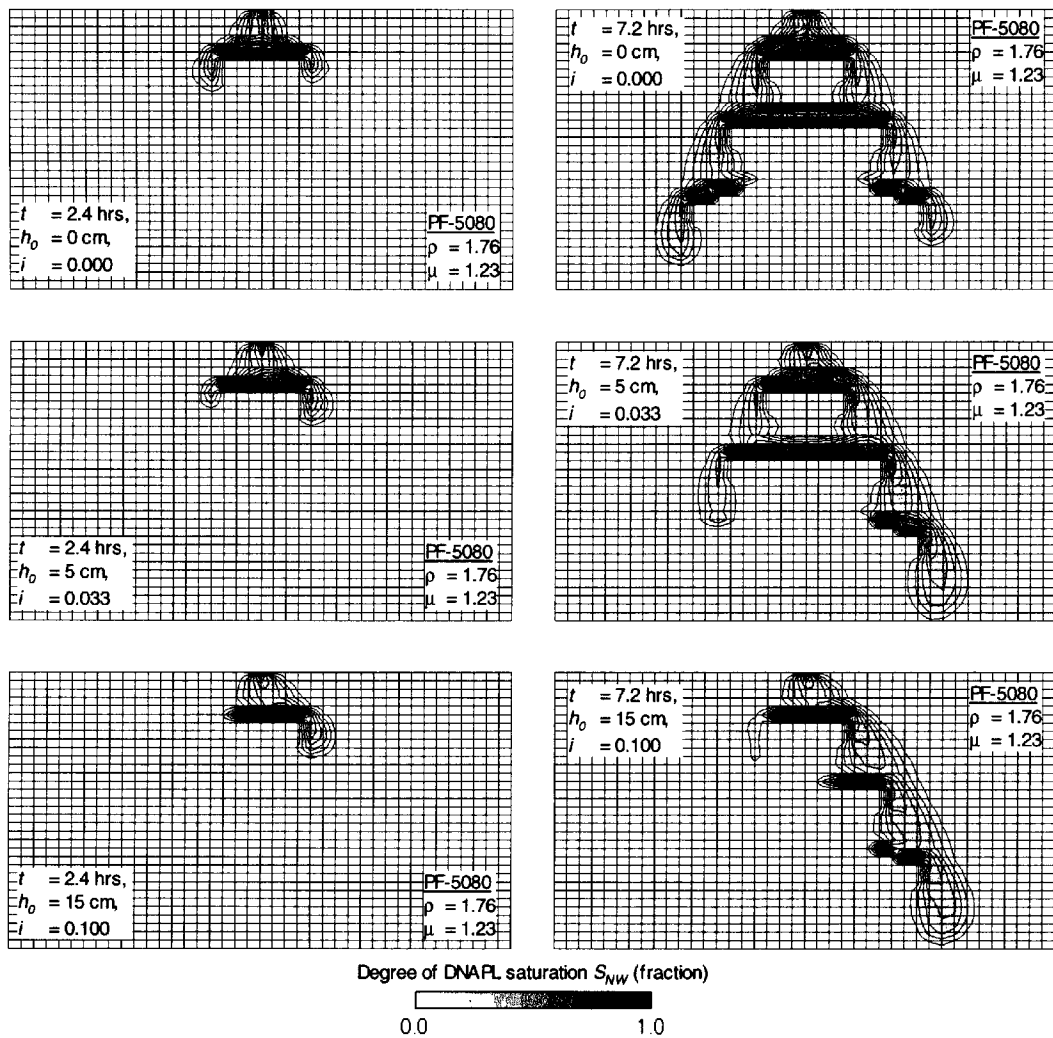 t = 7.2 hrs,
h0 = 0 cm,
i = 0.000
PF-5080
ρ = 1.76
μ = 1.23
t = 2.4 hrs,
h0 = 0 cm,
i = 0.000
PF-5080
ρ = 1.76
μ = 1.23
t = 7.2 hrs,
h0 = 5 cm,
i = 0.033
PF-5080
ρ = 1.76
μ = 1.23
t = 2.4 hrs,
h0 = 5 cm,
i = 0.033
PF-5080
ρ = 1.76
μ = 1.23
t = 7.2 hrs,
h0 = 15 cm,
i = 0.100
PF-5080
ρ = 1.76
μ = 1.23
t = 2.4 hrs,
h0 = 15 cm,
i = 0.100
PF-5080
ρ = 1.76
μ = 1.23
Degree of DNAPL saturation SNW (fraction)
0.0 1.0